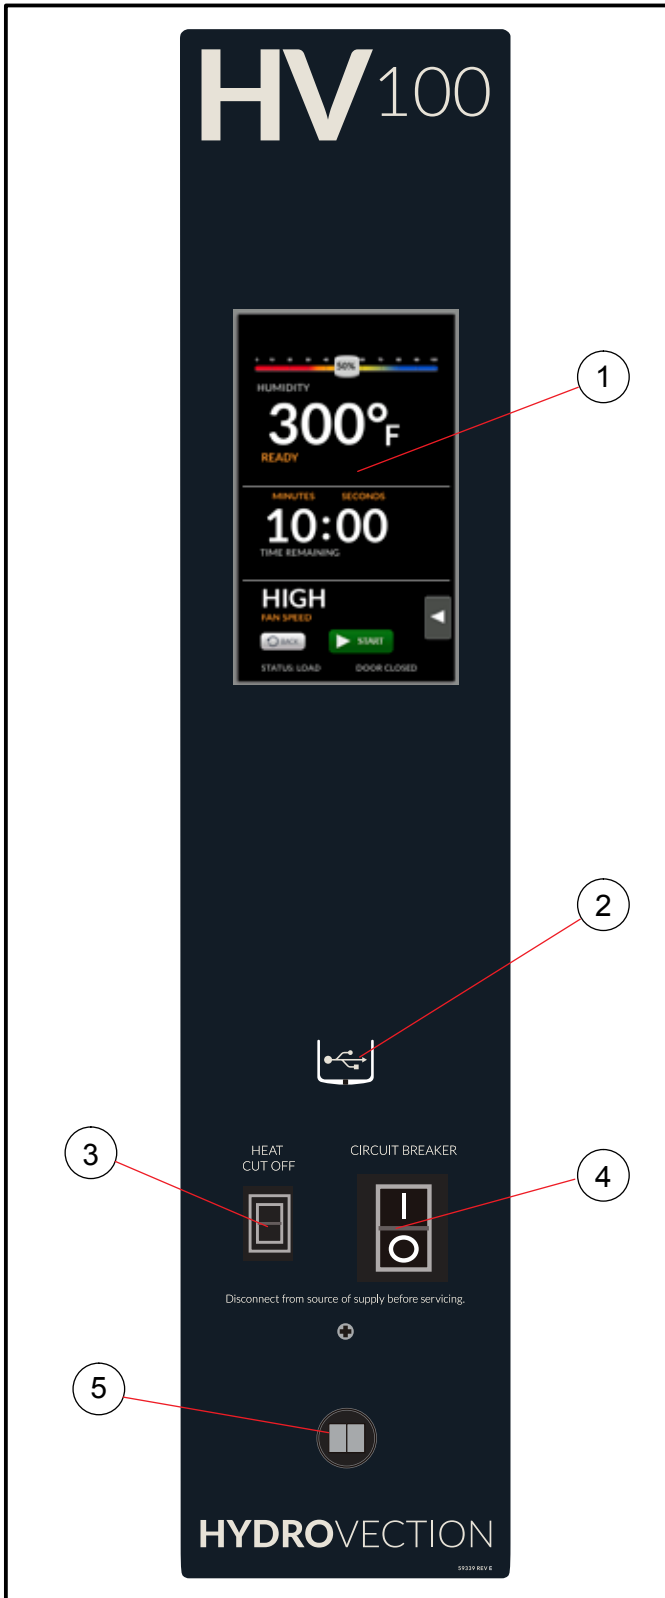 HV100
50%
HUMIDITY
300°F
READY
MINUTES SECONDS
10:00
TIME REMAINING
HIGH
FAN SPEED
BACK START
STATUS: LOAD DOOR CLOSED
1
2
HEAT
CUT OFF
CIRCUIT BREAKER
3
4
Disconnect from source of supply before servicing.
5
HYDROVECTION
59339 REV E